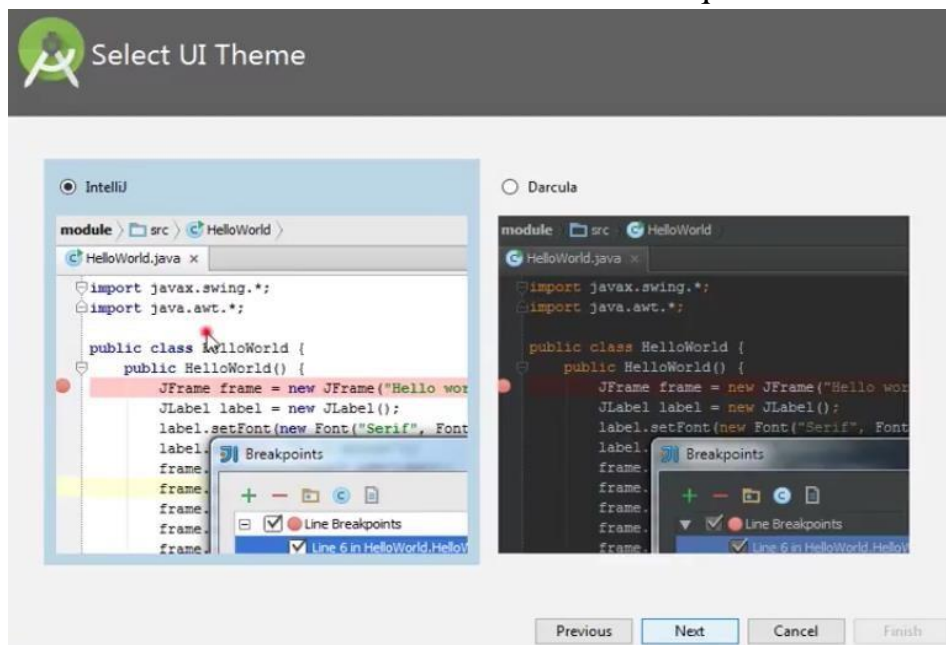 Select UI Theme
IntelliJ
module src HelloWorld
HelloWorld.java ×
import javax.swing.*;
import java.awt.*;
public class HelloWorld {
public HelloWorld() {
JFrame frame = new JFrame("Hello wor
JLabel label = new JLabel();
label.setFont(new Font("Serif", Font
label.
frame.
frame.
frame.
frame.
frame.
Breakpoints
Line Breakpoints
Line 6 in HelloWorld.HelloW
Darcula
module src HelloWorld
HelloWorld.java ×
import javax.swing.*;
import java.awt.*;
public class HelloWorld {
public HelloWorld() {
JFrame frame = new JFrame("Hello wor
JLabel label = new JLabel();
label.setFont(new Font("Serif", Font
label.
frame.
frame.
frame.
frame.
frame.
Breakpoints
Line Breakpoints
Line 6 in HelloWorld.HelloW
Previous Next Cancel Finish